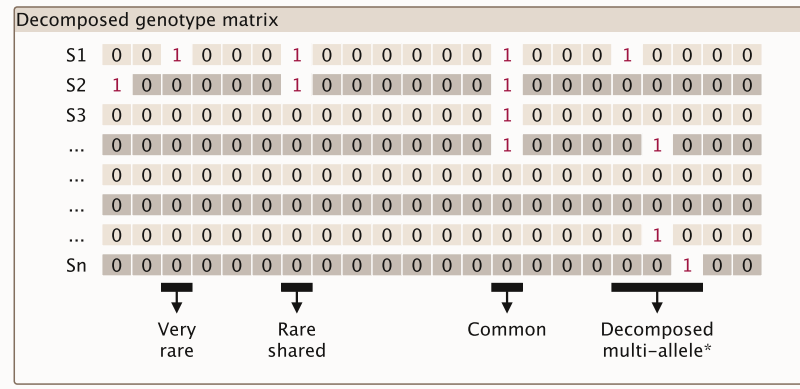 Decomposed genotype matrix
S1 0 0 1 0 0 0 1 0 0 0 0 0 0 1 0 0 0 1 0 0 0 0
S2 1 0 0 0 0 0 1 0 0 0 0 0 0 1 0 0 0 0 0 0 0 0
S3 0 0 0 0 0 0 0 0 0 0 0 0 0 1 0 0 0 0 0 0 0 0
... 0 0 0 0 0 0 0 0 0 0 0 0 0 1 0 0 0 0 1 0 0 0
... 0 0 0 0 0 0 0 0 0 0 0 0 0 0 0 0 0 0 0 0 0 0
... 0 0 0 0 0 0 0 0 0 0 0 0 0 0 0 0 0 0 0 0 0 0
... 0 0 0 0 0 0 0 0 0 0 0 0 0 0 0 0 0 0 1 0 0 0
Sn 0 0 0 0 0 0 0 0 0 0 0 0 0 0 0 0 0 0 0 1 0 0
Very
rare
Rare
shared
Common
Decomposed
multi-allele*